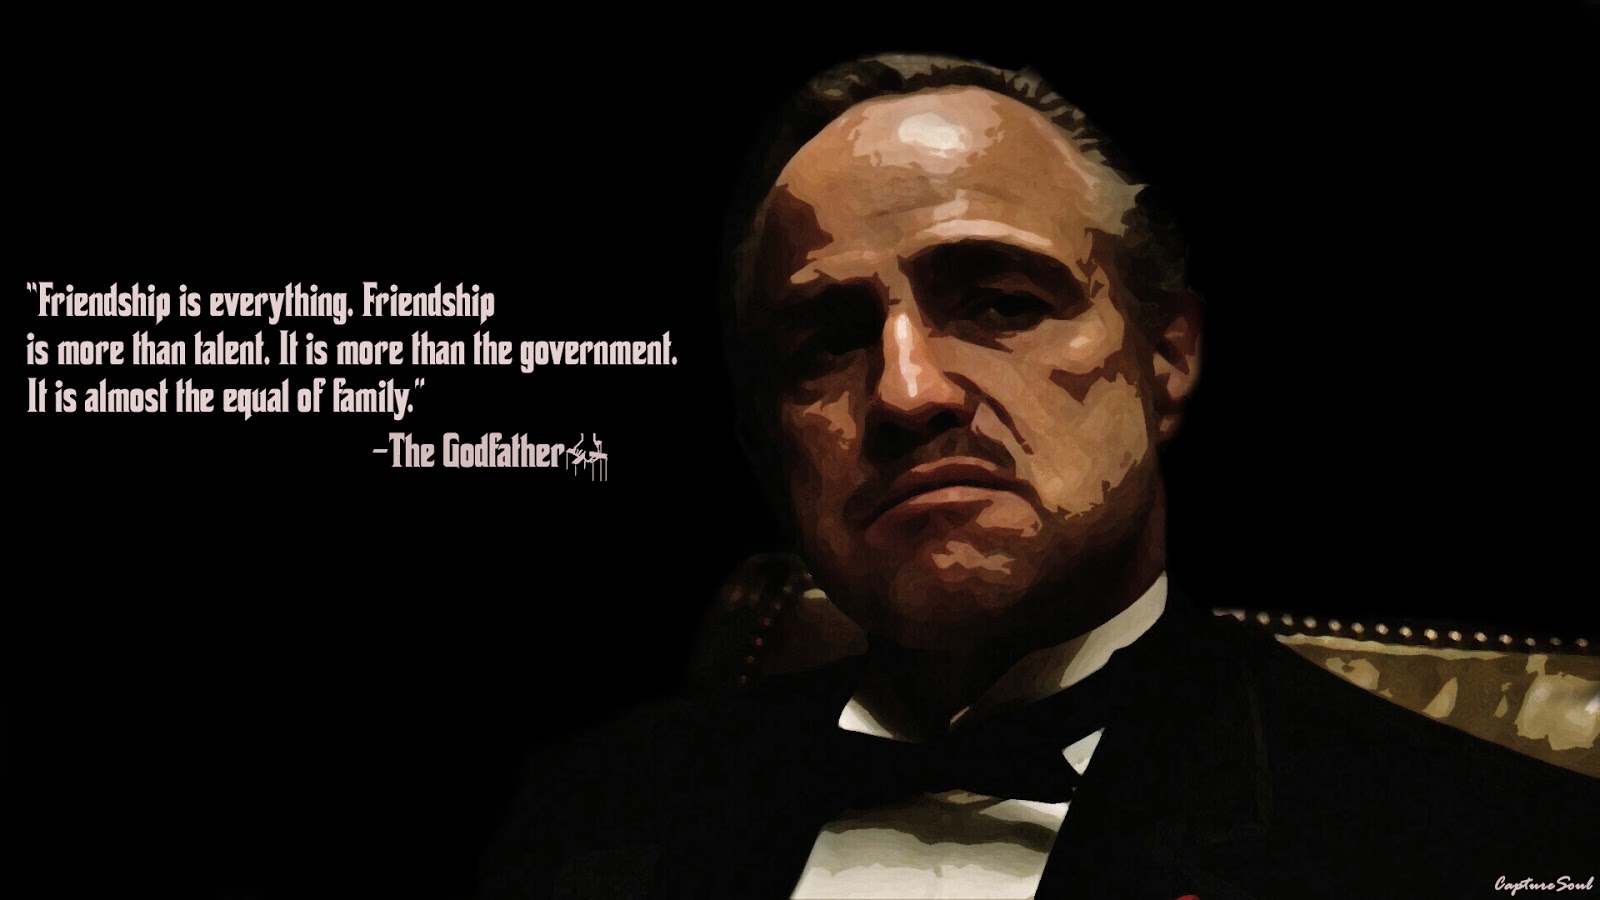 “Friendship is everything. Friendship
is more than talent. It is more than the government.
It is almost the equal of family.”
-The Godfather
CaptureSoul